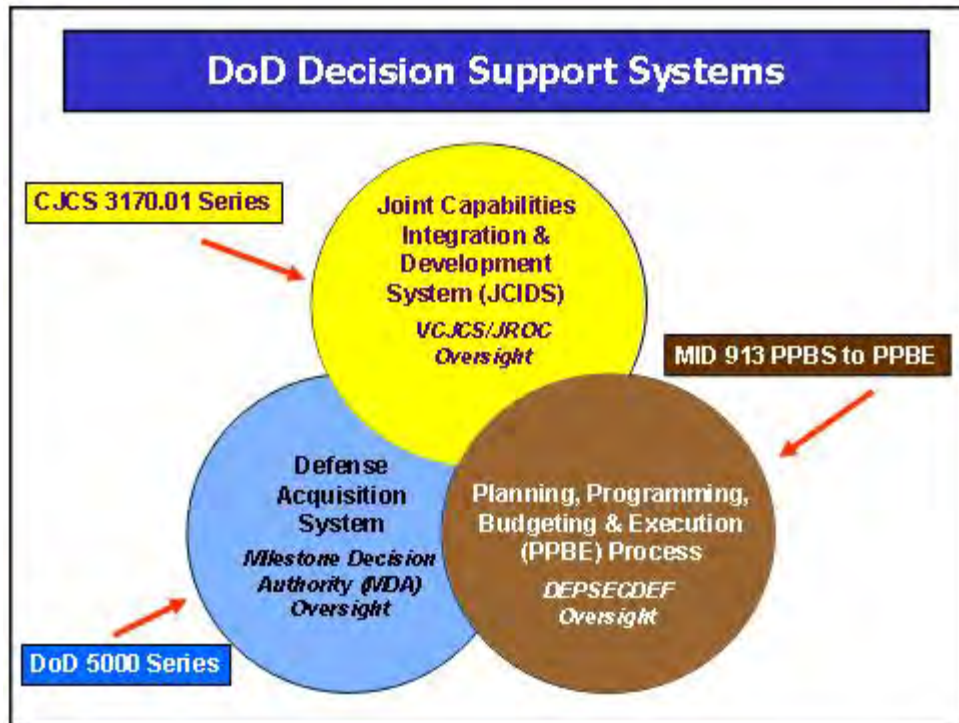 DoD Decision Support Systems
CJCS 3170.01 Series
Joint Capabilities
Integration &
Development
System (JCIDS)
VCJCS/JROC
Oversight
MID 913 PPBS to PPBE
Defense
Acquisition
System
Milestone Decision
Authority (MDA)
Oversight
Planning, Programming,
Budgeting & Execution
(PPBE) Process
DEPSECDEF
Oversight
DoD 5000 Series